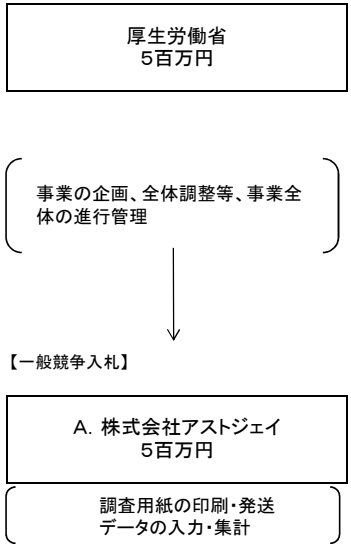 厚生労働省
５百万円
事業の企画、全体調整等、事業全
体の進行管理
【一般競争入札】
Ａ．株式会社アストジェイ
５百万円
調査用紙の印刷・発送
データの入力・集計